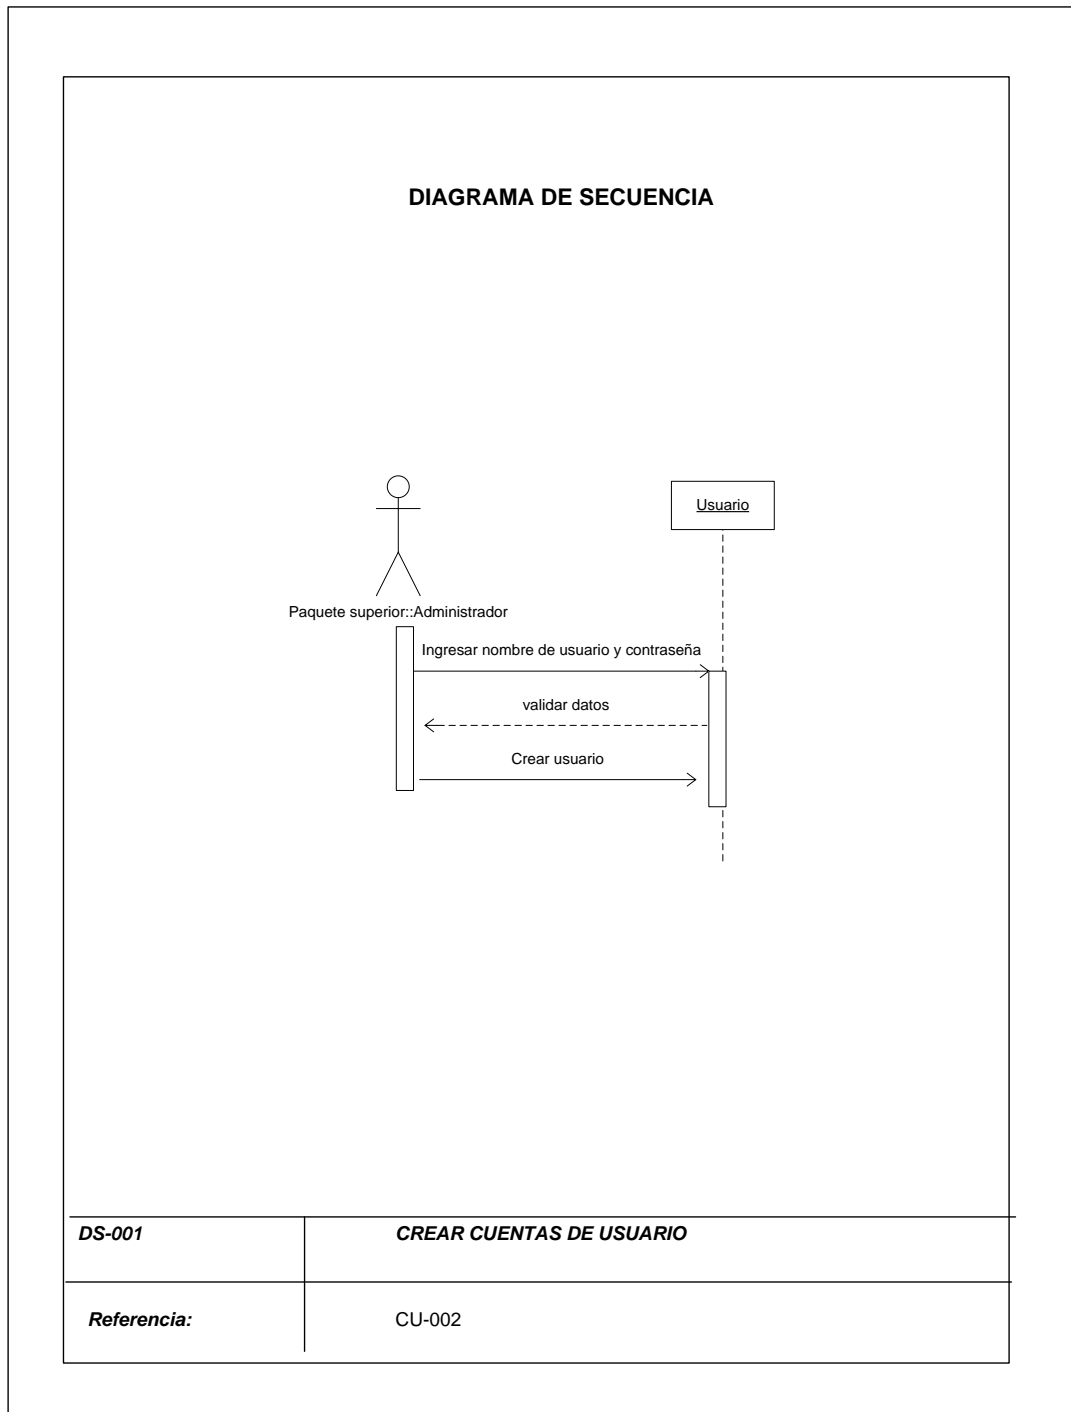 DIAGRAMA DE SECUENCIA
Usuario
Paquete superior::Administrador
Ingresar nombre de usuario y contraseña
validar datos
Crear usuario
DS-001
CREAR CUENTAS DE USUARIO
Referencia:
CU-002